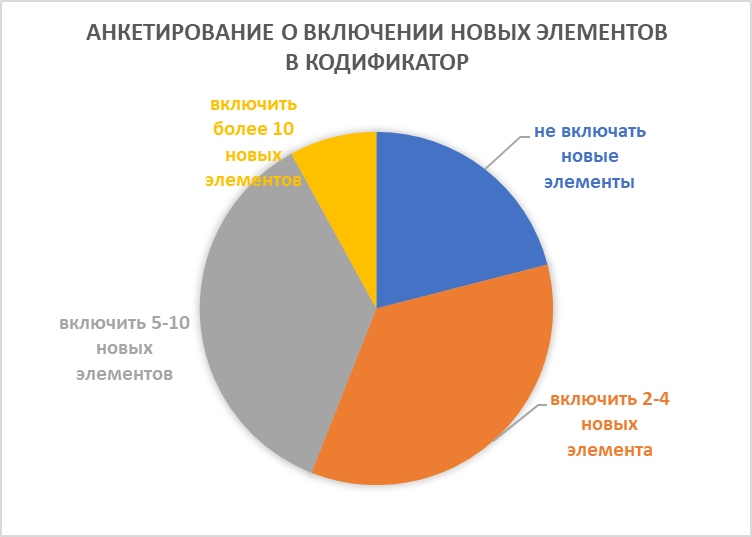 АНКЕТИРОВАНИЕ О ВКЛЮЧЕНИИ НОВЫХ ЭЛЕМЕНТОВ
В КОДИФИКАТОР
включить
более 10
новых
элементов
не включать
новые
элементы
включить 5-10
новых
элементов
включить 2-4
новых
элемента